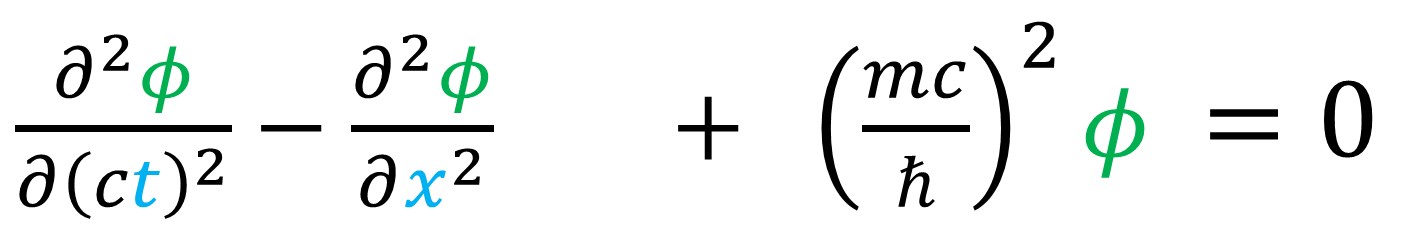 ∂²ϕ/∂(ct)² − ∂²ϕ/∂x² + (mc/ħ)² ϕ = 0